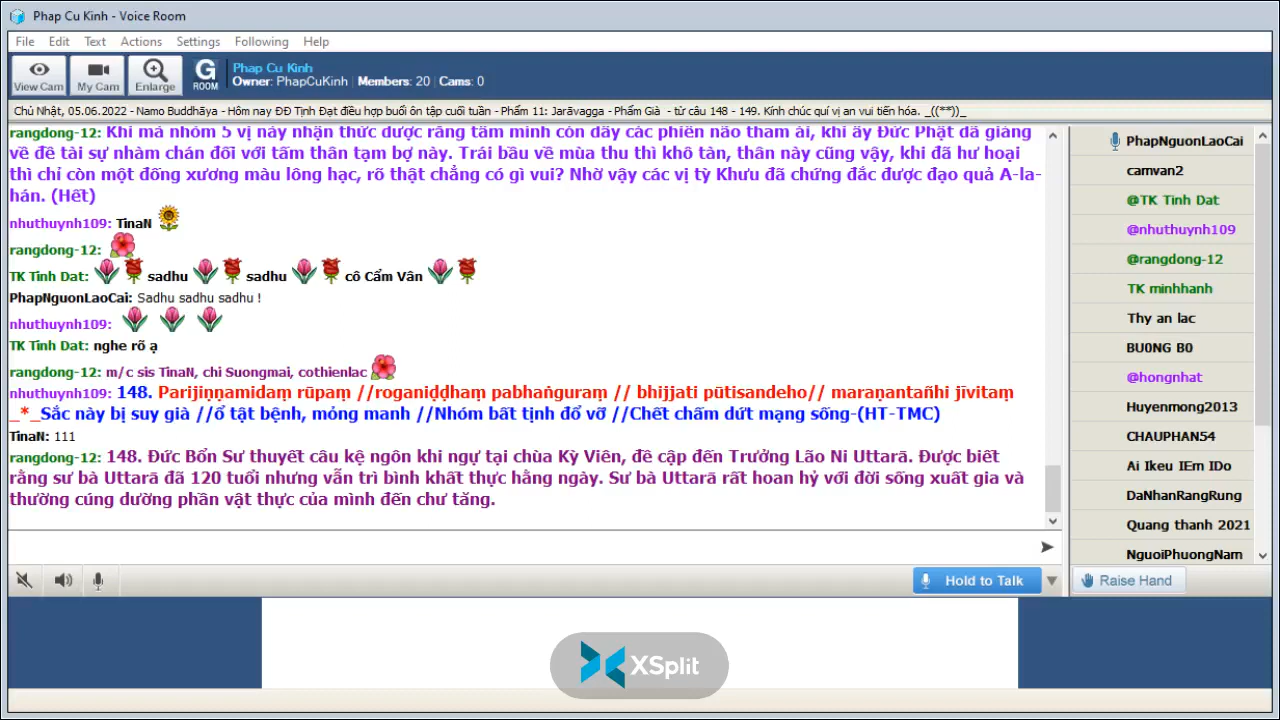 Phap Cu Kinh - Voice Room
File Edit Text Actions Settings Following Help
View Cam My Cam Enlarge G ROOM
Phap Cu Kinh
Owner: PhapCuKinh | Members: 20 | Cams: 0
Chủ Nhật, 05.06.2022 - Namo Buddhāya - Hôm nay ĐĐ Tịnh Đạt điều hợp buổi ôn tập cuối tuần - Phẩm 11: Jarāvagga - Phẩm Già - từ câu 148 - 149. Kính chúc quí vị an vui tiến hóa. _((**))_
rangdong-12: Khi mà nhóm 5 vị này nhận thức được rằng tâm mình còn đầy các phiền não tham ái, khi ấy Đức Phật đã giảng
về đề tài sự nhàm chán đối với tấm thân tạm bợ này. Trái bầu về mùa thu thì khô tàn, thân này cũng vậy, khi đã hư hoại
thì chỉ còn một đống xương màu lông hạc, rõ thật chẳng có gì vui? Nhờ vậy các vị tỳ Khưu đã chứng đắc được đạo quả A-la-
hán. (Hết)
nhuthuynh109: TinaN
rangdong-12:
TK Tinh Dat: sadhu sadhu cô Cẩm Vân
PhapNguonLaoCai: Sadhu sadhu sadhu !
nhuthuynh109:
TK Tinh Dat: nghe rõ ạ
rangdong-12: m/c sis TinaN, chi Suongmai, cothienlac
nhuthuynh109: 148. Parijiṇṇamidaṃ rūpaṃ //roganiḍḍhaṃ pabhaṅguraṃ // bhijjati pūtisandeho// maraṇantañhi jīvitaṃ
_*_Sắc này bị suy già //ổ tật bệnh, mỏng manh //Nhóm bất tịnh đổ vỡ //Chết chấm dứt mạng sống-(HT-TMC)
TinaN: 111
rangdong-12: 148. Đức Bổn Sư thuyết câu kệ ngôn khi ngự tại chùa Kỳ Viên, đề cập đến Trưởng Lão Ni Uttarā. Được biết
rằng sư bà Uttarā đã 120 tuổi nhưng vẫn trì bình khất thực hằng ngày. Sư bà Uttarā rất hoan hỷ với đời sống xuất gia và
thường cúng dường phần vật thực của mình đến chư tăng.
PhapNguonLaoCai
camvan2
@TK Tinh Dat
@nhuthuynh109
@rangdong-12
TK minhhanh
Thy an lac
BU0NG B0
@hongnhat
Huyenmong2013
CHAUPHAN54
Ai Ikeu IEm IDo
DaNhanRangRung
Quang thanh 2021
NguoiPhuongNam
Hold to Talk
Raise Hand
XSplit